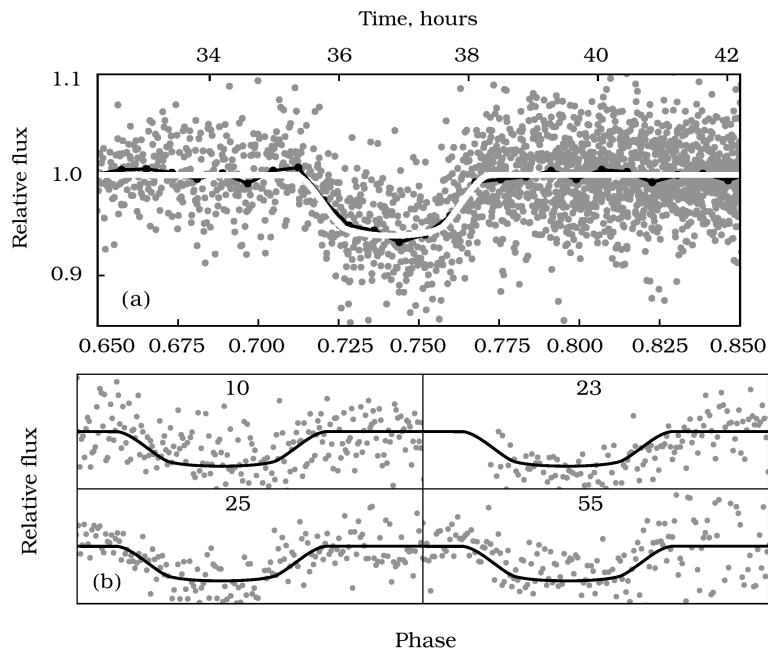 Time, hours
34 36 38 40 42
1.1
1.0
0.9
Relative flux
(a)
0.650 0.675 0.700 0.725 0.750 0.775 0.800 0.825 0.850
10 23
25 55
Relative flux
(b)
Phase